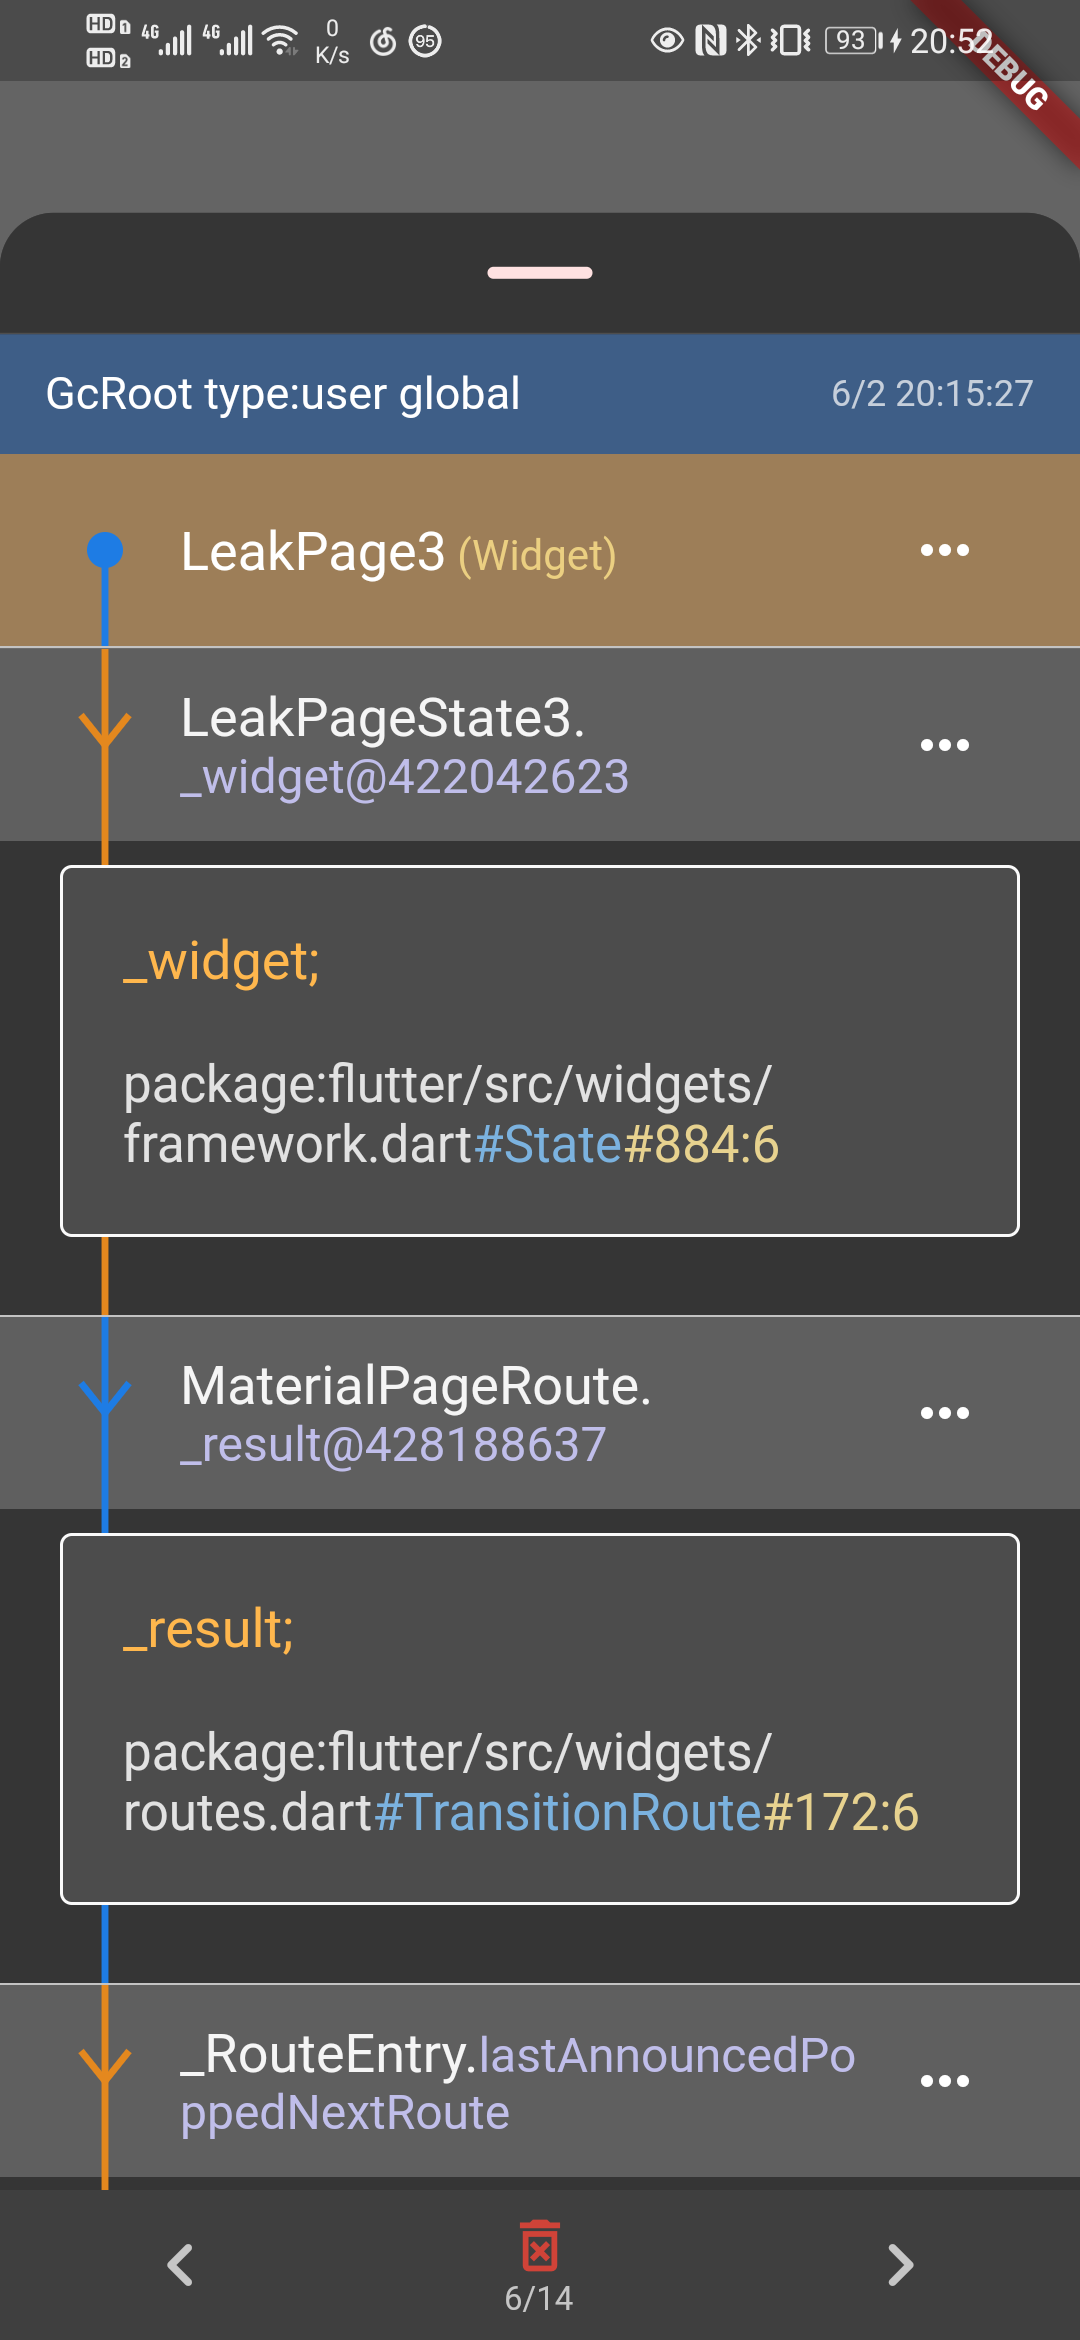 HD 1 4G 4G 0 95 93 20:52
HD 2 K/s
DEBUG
GcRoot type:user global 6/2 20:15:27
LeakPage3 (Widget)
LeakPageState3.
_widget@422042623
_widget;
package:flutter/src/widgets/
framework.dart#State#884:6
MaterialPageRoute.
_result@428188637
_result;
package:flutter/src/widgets/
routes.dart#TransitionRoute#172:6
_RouteEntry.lastAnnouncedPo
ppedNextRoute
6/14